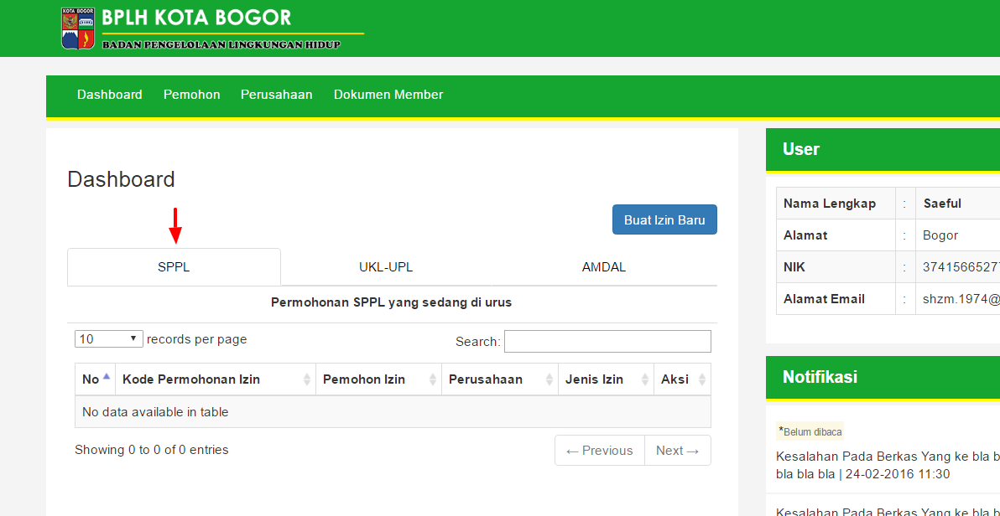 KOTA BOGOR
BPLH KOTA BOGOR
BADAN PENGELOLAAN LINGKUNGAN HIDUP
Dashboard Pemohon Perusahaan Dokumen Member
Dashboard
Buat Izin Baru
SPPL UKL-UPL AMDAL
Permohonan SPPL yang sedang di urus
10 records per page Search:
No Kode Permohonan Izin Pemohon Izin Perusahaan Jenis Izin Aksi
No data available in table
Showing 0 to 0 of 0 entries
← Previous Next →
User
Nama Lengkap : Saeful
Alamat : Bogor
NIK : 3741566527
Alamat Email : shzm.1974@
Notifikasi
*Belum dibaca
Kesalahan Pada Berkas Yang ke bla b
bla bla bla | 24-02-2016 11:30
Kesalahan Pada Berkas Yang ke bla b